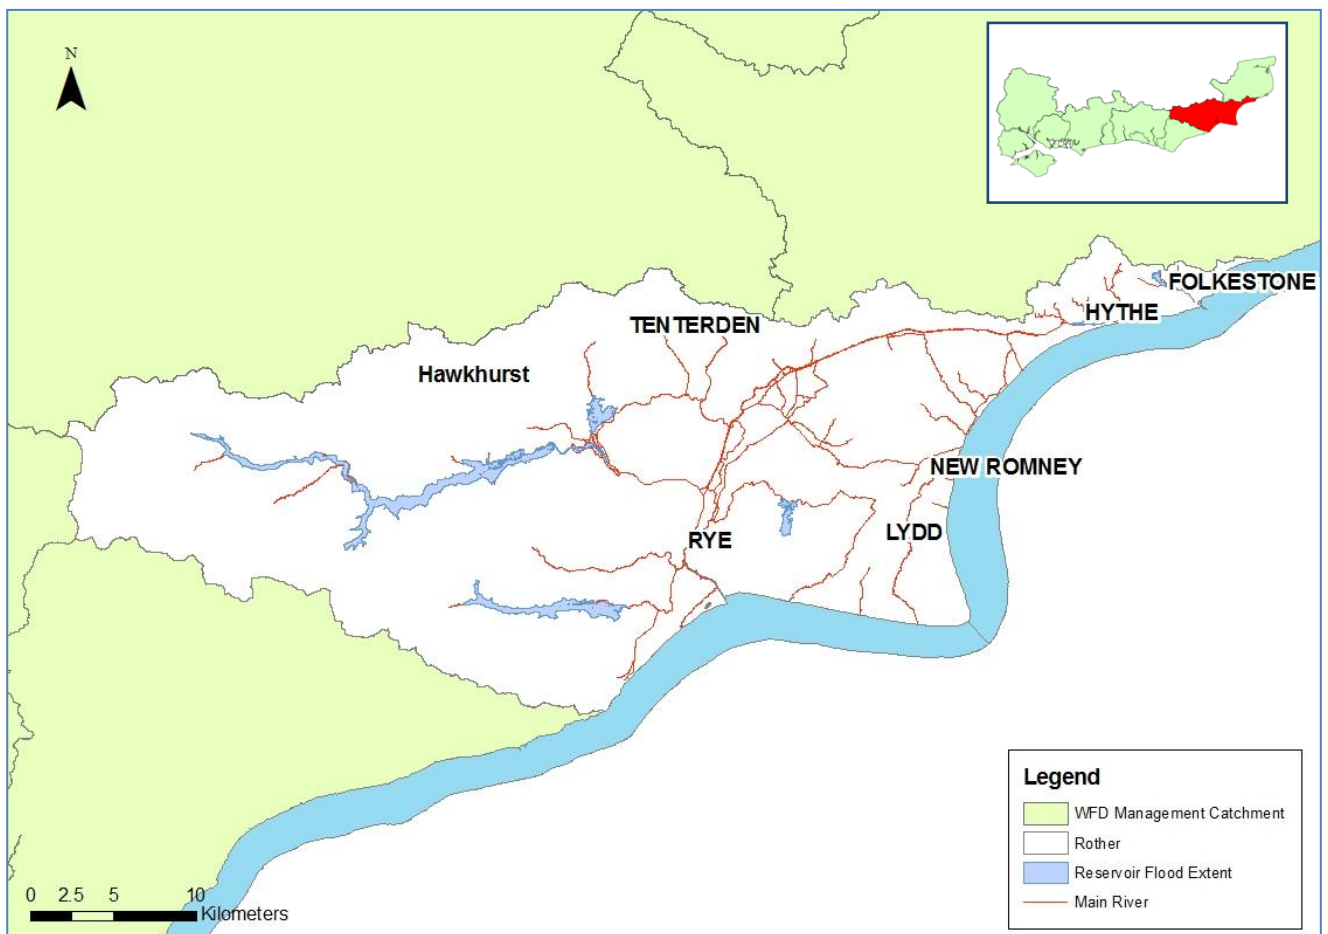 N
FOLKESTONE
HYTHE
TENTERDEN
Hawkhurst
NEW ROMNEY
LYDD
RYE
Legend
WFD Management Catchment
Rother
Reservoir Flood Extent
Main River
0 2.5 5 10
Kilometers